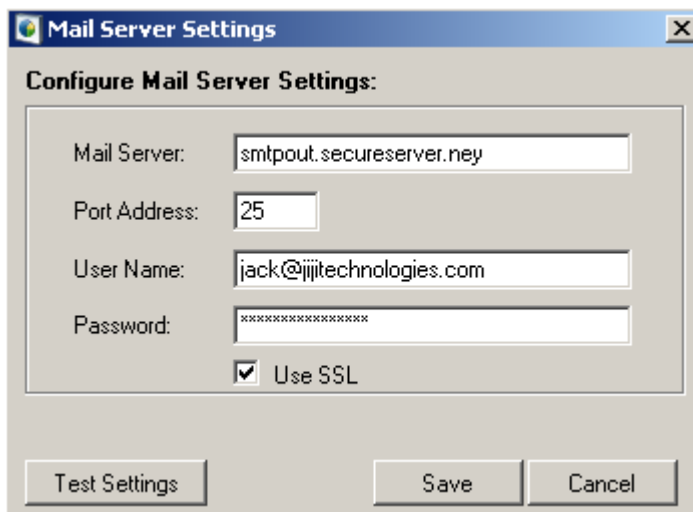 Mail Server Settings
Configure Mail Server Settings:
Mail Server: smtpout.secureserver.ney
Port Address: 25
User Name: jack@jijitechnologies.com
Password: ****************
Use SSL
Test Settings Save Cancel